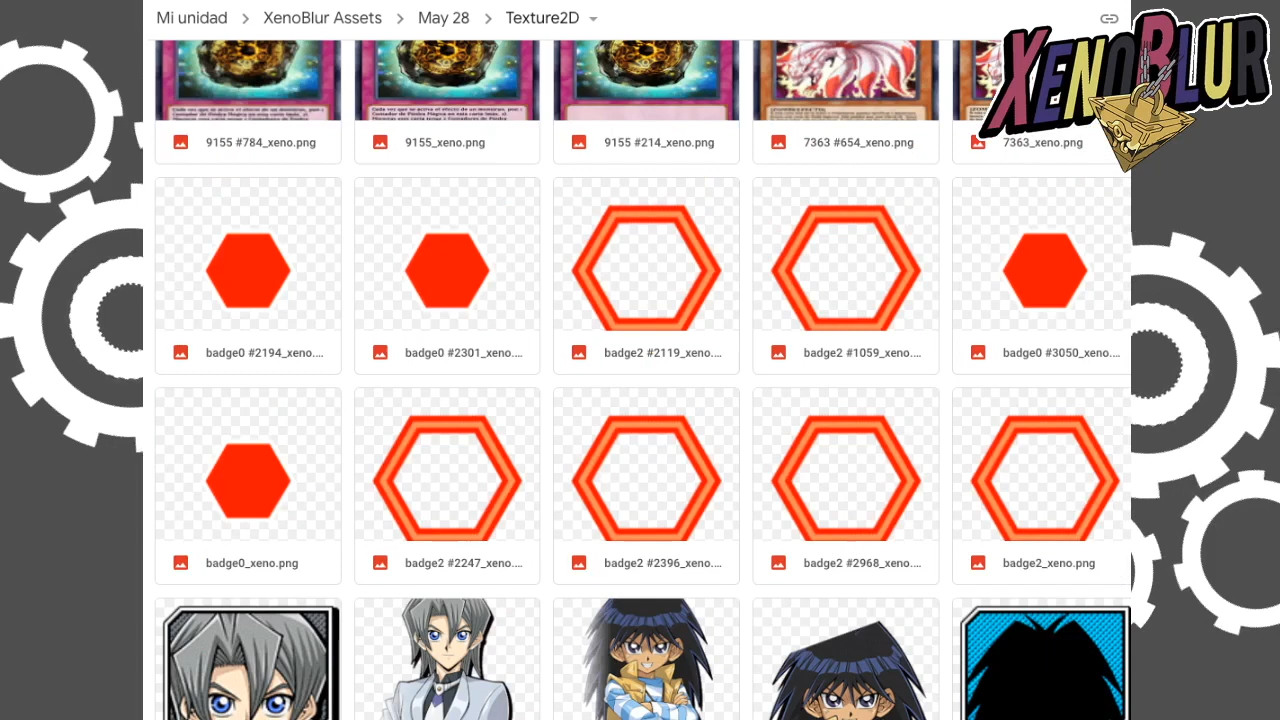 Mi unidad > XenoBlur Assets > May 28 > Texture2D
XENOBLUR
9155 #784_xeno.png
9155_xeno.png
9155 #214_xeno.png
7363 #654_xeno.png
7363_xeno.png
badge0 #2194_xeno....
badge0 #2301_xeno....
badge2 #2119_xeno....
badge2 #1059_xeno....
badge0 #3050_xeno....
badge0_xeno.png
badge2 #2247_xeno....
badge2 #2396_xeno....
badge2 #2968_xeno....
badge2_xeno.png